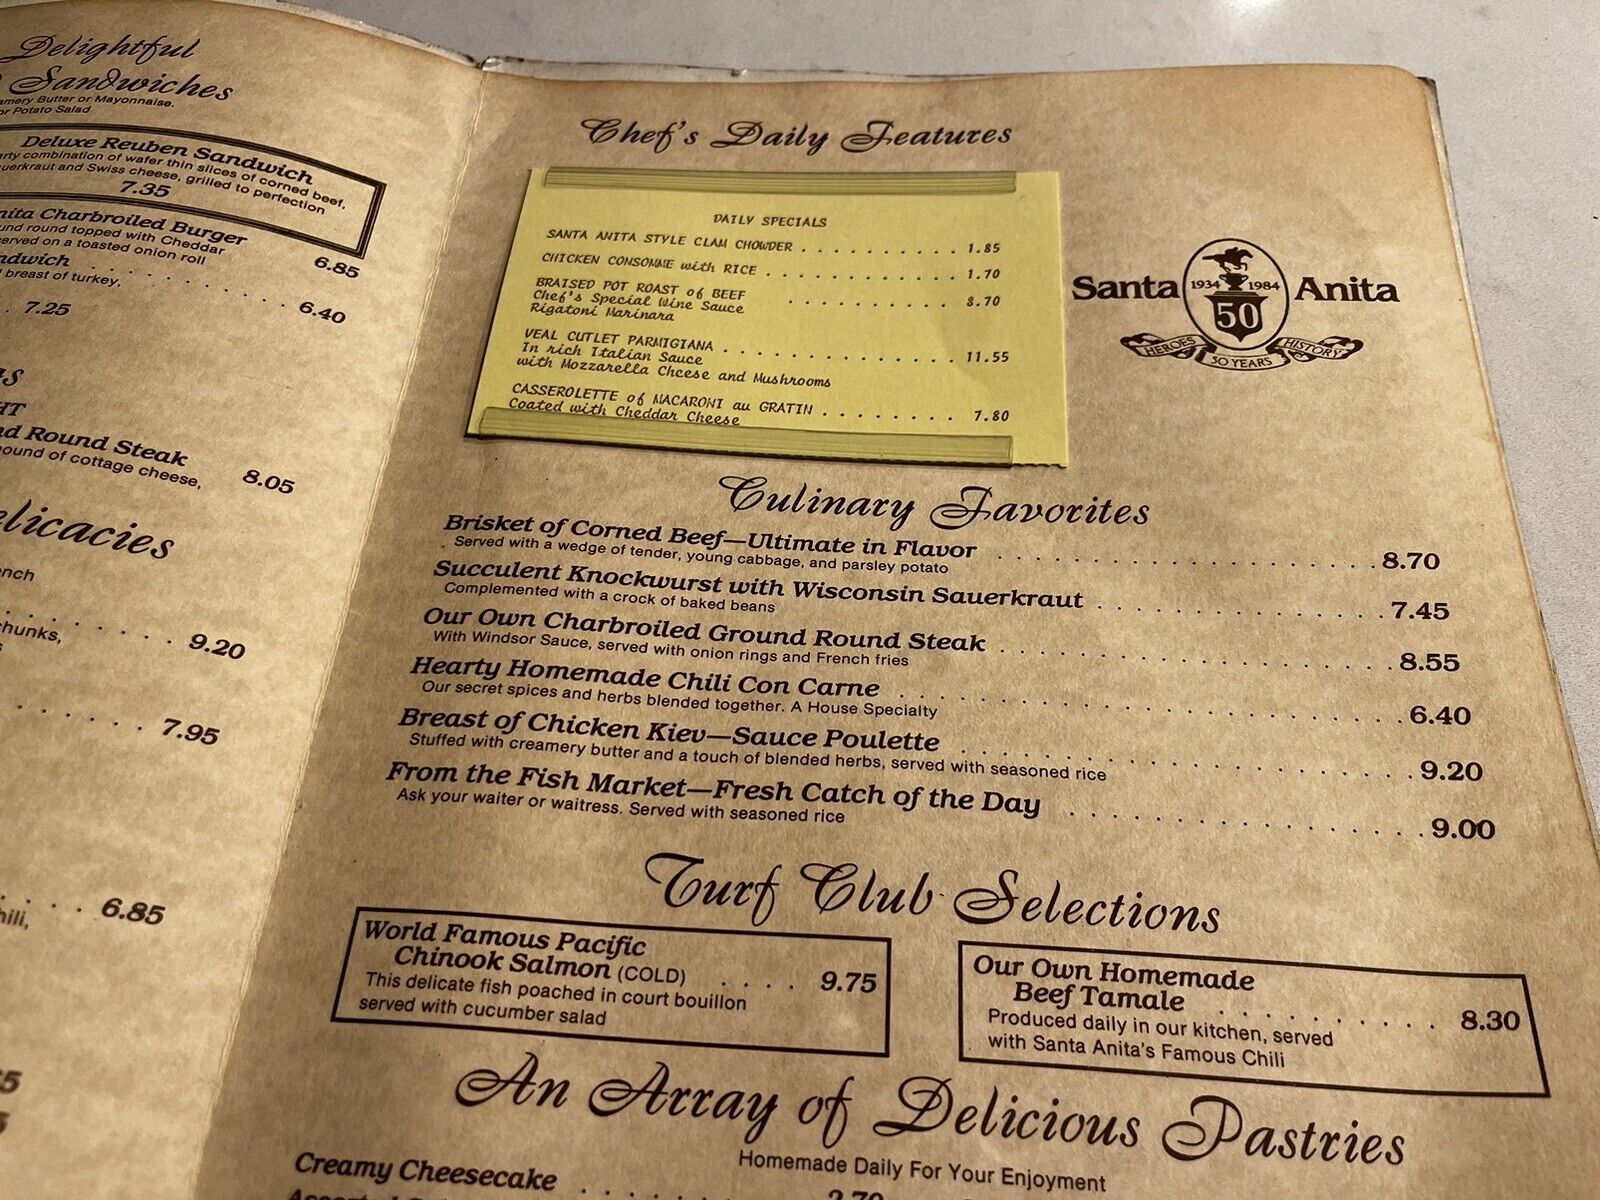 Delightful
Sandwiches
Butter or Mayonnaise.
or Potato Salad
Deluxe Reuben Sandwich
combination of wafer thin slices of corned beef,
and Swiss cheese, grilled to perfection
7.35
Charbroiled Burger
round topped with Cheddar
served on a toasted onion roll
6.85
breast of turkey,
6.40
7.25
Round Steak
of cottage cheese,
8.05
9.20
7.95
6.85
Chef's Daily Features
DAILY SPECIALS
SANTA ANITA STYLE CLAM CHOWDER . . . . . . . . . . 1.85
CHICKEN CONSOMME with RICE . . . . . . . . . . . . 1.70
BRAISED POT ROAST of BEEF . . . . . . . . . . 8.70
Chef's Special Wine Sauce
Rigatoni Marinara
VEAL CUTLET PARMIGIANA . . . . . . . . . . . . . . 11.55
In rich Italian Sauce
with Mozzarella Cheese and Mushrooms
CASSEROLETTE of MACARONI au GRATIN . . . . . . . . 7.80
Coated with Cheddar Cheese
Santa Anita
1934 1984
50
HEROES HISTORY
50 YEARS
Culinary Favorites
Brisket of Corned Beef—Ultimate in Flavor . . . . . . . . . . 8.70
Served with a wedge of tender, young cabbage, and parsley potato
Succulent Knockwurst with Wisconsin Sauerkraut . . . . . . . . . . 7.45
Complemented with a crock of baked beans
Our Own Charbroiled Ground Round Steak . . . . . . . . . . 8.55
With Windsor Sauce, served with onion rings and French fries
Hearty Homemade Chili Con Carne . . . . . . . . . . 6.40
Our secret spices and herbs blended together. A House Specialty
Breast of Chicken Kiev—Sauce Poulette . . . . . . . . . . 9.20
Stuffed with creamery butter and a touch of blended herbs, served with seasoned rice
From the Fish Market—Fresh Catch of the Day . . . . . . . . . . 9.00
Ask your waiter or waitress. Served with seasoned rice
Turf Club Selections
World Famous Pacific
Chinook Salmon (COLD) . . . . 9.75
This delicate fish poached in court bouillon
served with cucumber salad
Our Own Homemade
Beef Tamale . . . . . . . . . . 8.30
Produced daily in our kitchen, served
with Santa Anita's Famous Chili
An Array of Delicious Pastries
Homemade Daily For Your Enjoyment
Creamy Cheesecake . . . . . . . 2.70